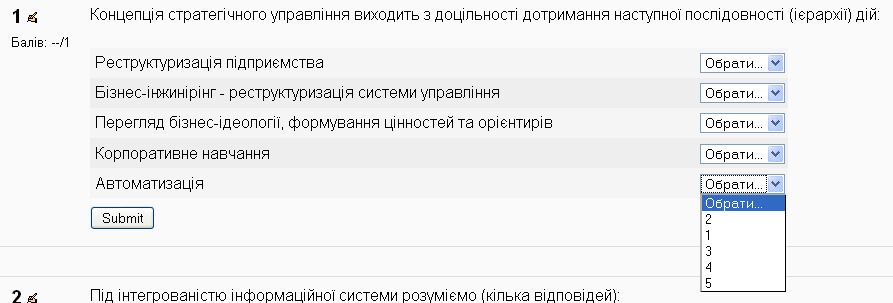 1 Концепція стратегічного управління виходить з доцільності дотримання наступної послідовності (ієрархії) дій:
Балів: --/1
Реструктуризація підприємства Обрати...
Бізнес-інжинірінг - реструктуризація системи управління Обрати...
Перегляд бізнес-ідеології, формування цінностей та орієнтирів Обрати...
Корпоративне навчання Обрати...
Автоматизація Обрати...
Обрати...
2
1
3
4
5
Submit
2 Під інтегрованістю інформаційної системи розуміємо (кілька відповідей):